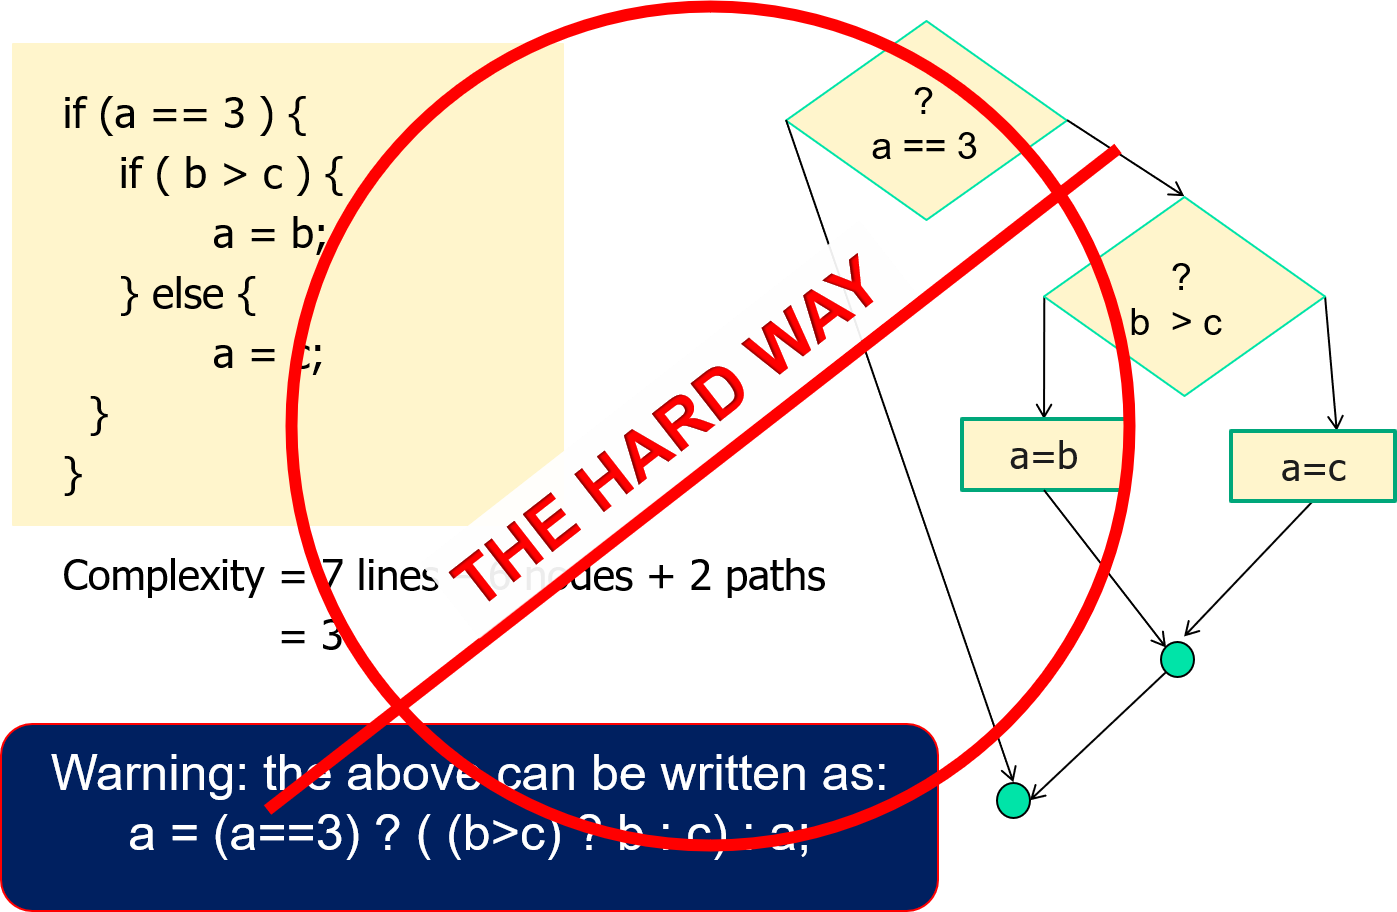 if (a == 3 ) {
if ( b > c ) {
a = b;
} else {
a = c;
}
}
Complexity = 7 lines - 6 nodes + 2 paths
= 3
THE HARD WAY
Warning: the above can be written as:
a = (a==3) ? ( (b>c) ? b : c) : a;
?
a == 3
?
b > c
a=b
a=c